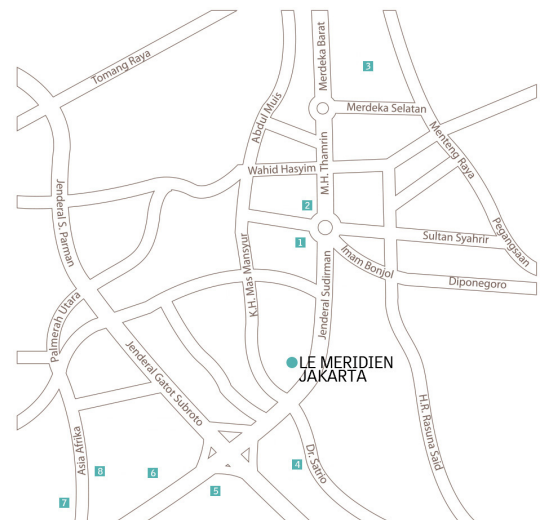 Tomang Raya
Merdeka Barat
3
Abdul Muis
Merdeka Selatan
Menteng Raya
M.H. Thamrin
Wahid Hasyim
Jenderal S. Parman
2
1
Sultan Syahrir
Pegangsaan
Imam Bonjol
Diponegoro
K.H. Mas Mansyur
Jenderal Sudirman
Palmerah Utara
Jenderal Gatot Subroto
LE MERIDIEN
JAKARTA
H.R. Rasuna Said
Asia Afrika
Dr. Satrio
8
6
4
5
7